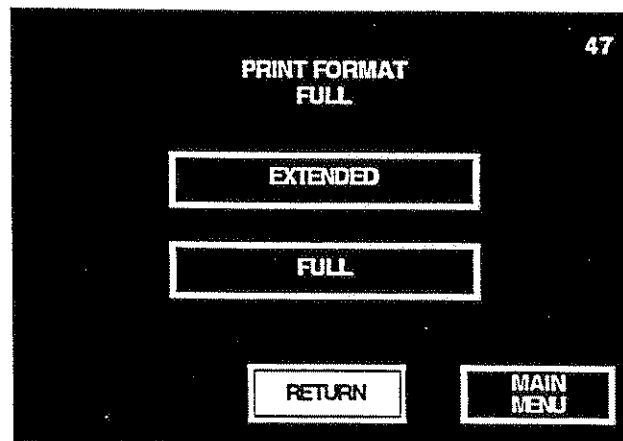 47
PRINT FORMAT
FULL
EXTENDED
FULL
RETURN
MAIN
MENU